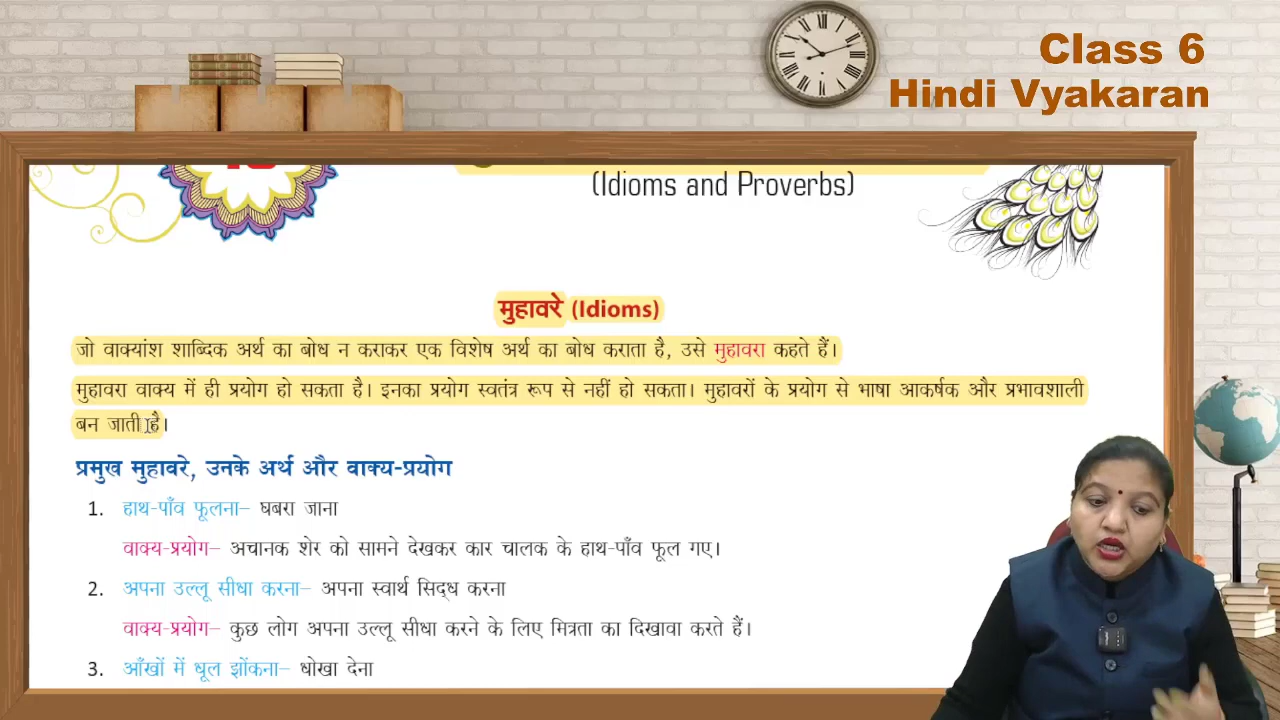 Class 6
Hindi Vyakaran
(Idioms and Proverbs)
मुहावरे (Idioms)
जो वाक्यांश शाब्दिक अर्थ का बोध न कराकर एक विशेष अर्थ का बोध कराता है, उसे मुहावरा कहते हैं।
मुहावरा वाक्य में ही प्रयोग हो सकता है। इनका प्रयोग स्वतंत्र रूप से नहीं हो सकता। मुहावरों के प्रयोग से भाषा आकर्षक और प्रभावशाली
बन जाती है।
प्रमुख मुहावरे, उनके अर्थ और वाक्य-प्रयोग
1. हाथ-पाँव फूलना– घबरा जाना
वाक्य-प्रयोग– अचानक शेर को सामने देखकर कार चालक के हाथ-पाँव फूल गए।
2. अपना उल्लू सीधा करना– अपना स्वार्थ सिद्ध करना
वाक्य-प्रयोग– कुछ लोग अपना उल्लू सीधा करने के लिए मित्रता का दिखावा करते हैं।
3. आँखों में धूल झोंकना– धोखा देना